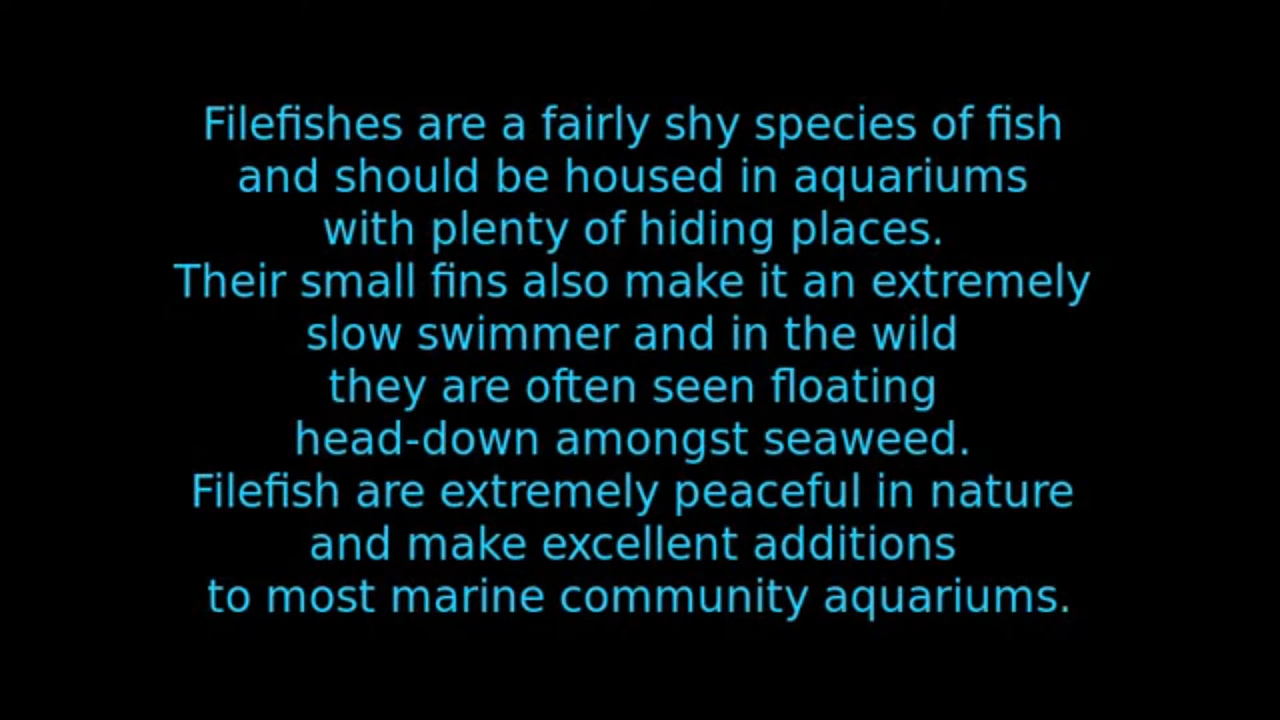 Filefishes are a fairly shy species of fish
and should be housed in aquariums
with plenty of hiding places.
Their small fins also make it an extremely
slow swimmer and in the wild
they are often seen floating
head-down amongst seaweed.
Filefish are extremely peaceful in nature
and make excellent additions
to most marine community aquariums.